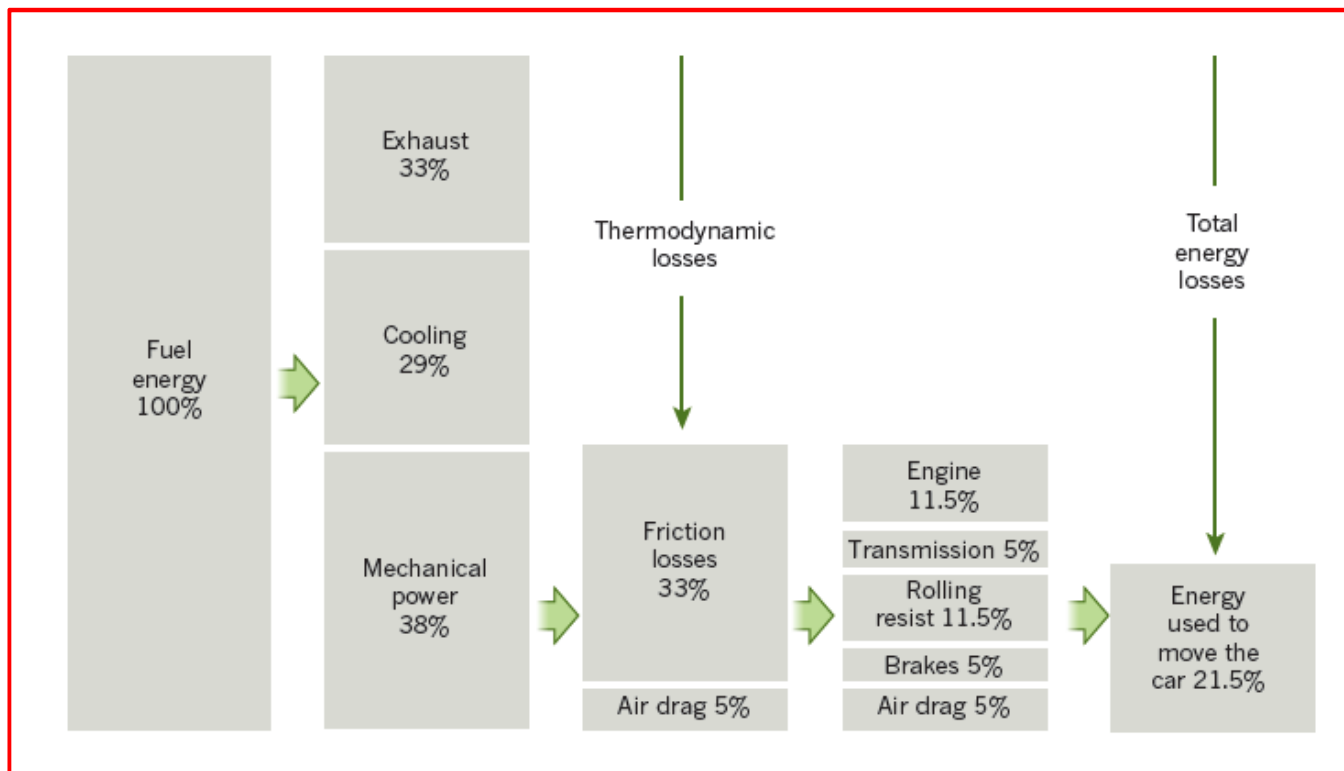 Fuel
energy
100%
Exhaust
33%
Cooling
29%
Mechanical
power
38%
Thermodynamic
losses
Friction
losses
33%
Air drag 5%
Engine
11.5%
Transmission 5%
Rolling
resist 11.5%
Brakes 5%
Air drag 5%
Total
energy
losses
Energy
used to
move the
car 21.5%